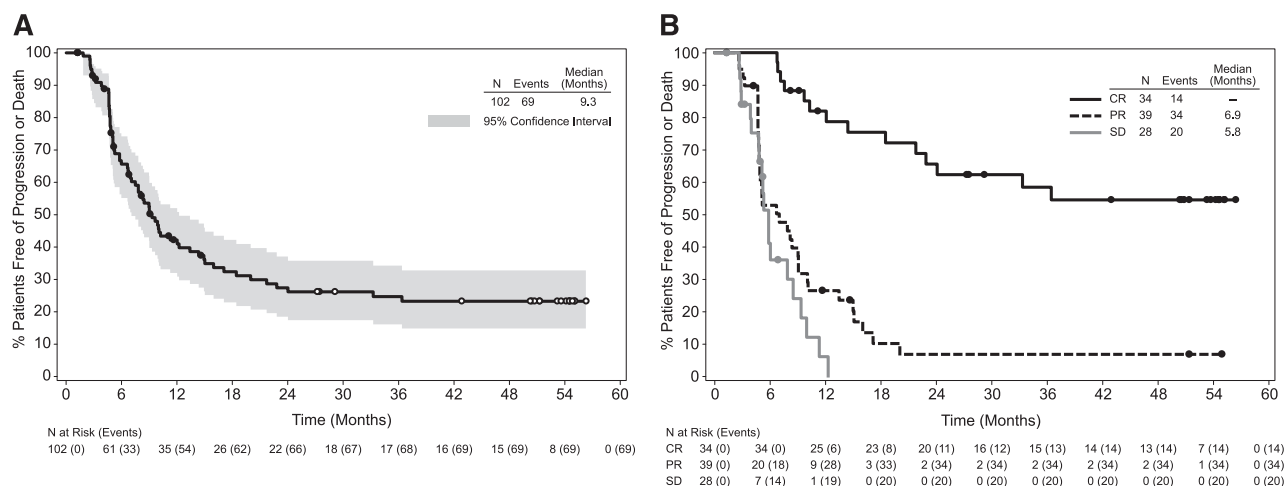 A
% Patients Free of Progression or Death
100
90
80
70
60
50
40
30
20
10
0
N Events Median (Months)
102 69 9.3
95% Confidence Interval
0 6 12 18 24 30 36 42 48 54 60
Time (Months)
N at Risk (Events)
102 (0) 61 (33) 35 (54) 26 (62) 22 (66) 18 (67) 17 (68) 16 (69) 15 (69) 8 (69) 0 (69)
B
% Patients Free of Progression or Death
100
90
80
70
60
50
40
30
20
10
0
N Events Median (Months)
CR 34 14 –
PR 39 34 6.9
SD 28 20 5.8
0 6 12 18 24 30 36 42 48 54 60
Time (Months)
N at Risk (Events)
CR 34 (0) 34 (0) 25 (6) 23 (8) 20 (11) 16 (12) 15 (13) 14 (14) 13 (14) 7 (14) 0 (14)
PR 39 (0) 20 (18) 9 (28) 3 (33) 2 (34) 2 (34) 2 (34) 2 (34) 2 (34) 1 (34) 0 (34)
SD 28 (0) 7 (14) 1 (19) 0 (20) 0 (20) 0 (20) 0 (20) 0 (20) 0 (20) 0 (20) 0 (20)